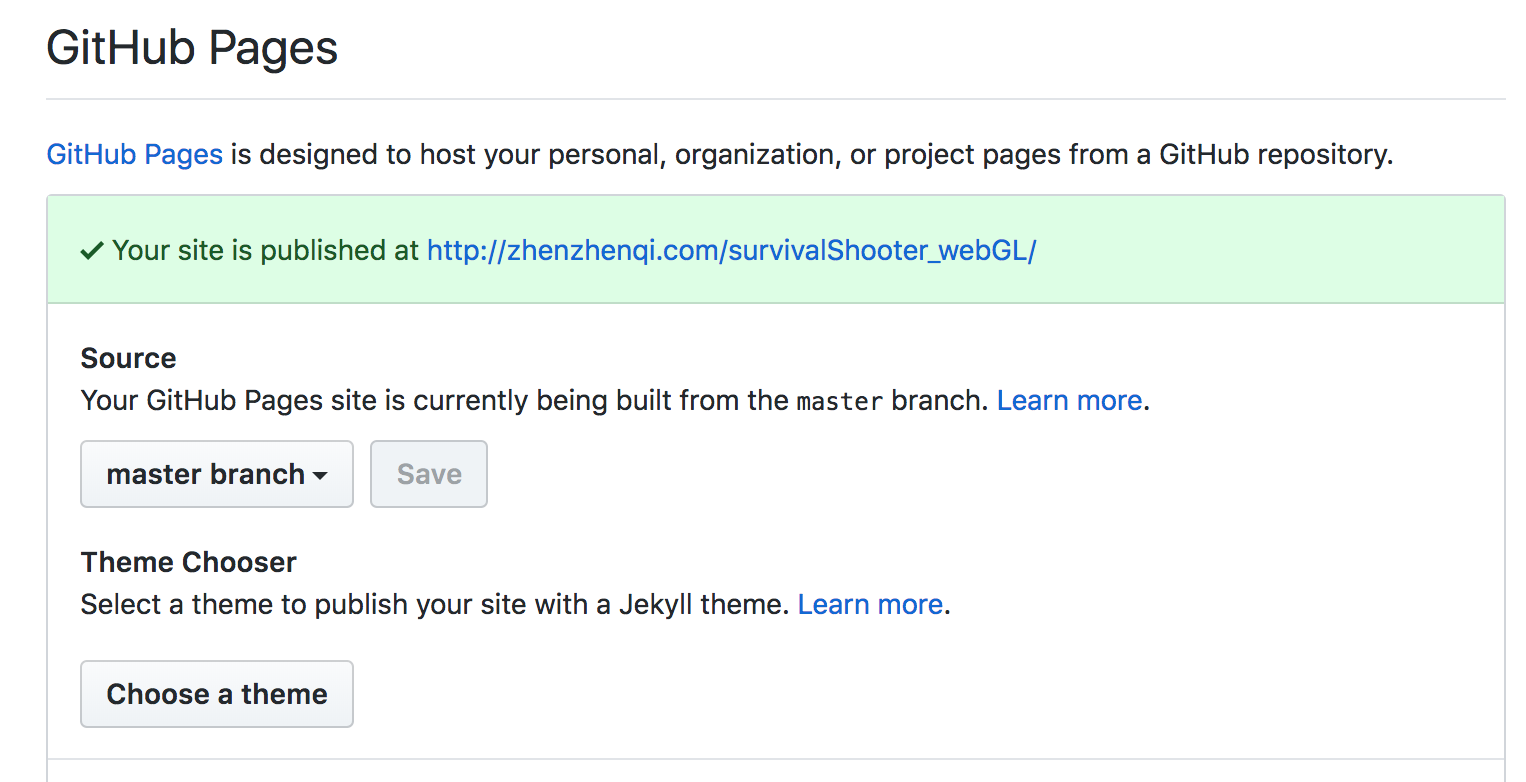 GitHub Pages
GitHub Pages is designed to host your personal, organization, or project pages from a GitHub repository.
✓ Your site is published at http://zhenzhenqi.com/survivalShooter_webGL/
Source
Your GitHub Pages site is currently being built from the master branch. Learn more.
master branch Save
Theme Chooser
Select a theme to publish your site with a Jekyll theme. Learn more.
Choose a theme